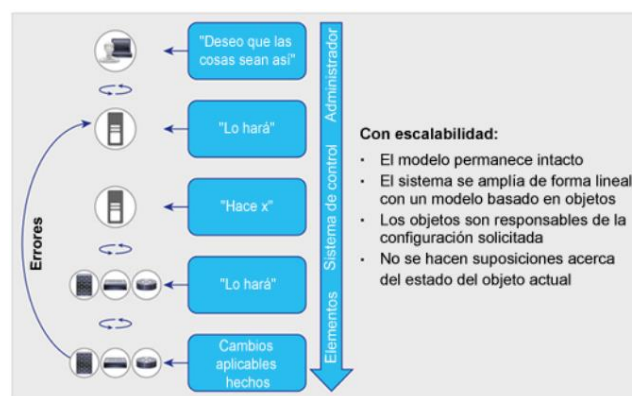 "Deseo que las
cosas sean así"
"Lo hará"
"Hace x"
"Lo hará"
Cambios
aplicables
hechos
Errores
Administrador
Sistema de control
Elementos
Con escalabilidad:
• El modelo permanece intacto
• El sistema se amplía de forma lineal
con un modelo basado en objetos
• Los objetos son responsables de la
configuración solicitada
• No se hacen suposiciones acerca
del estado del objeto actual